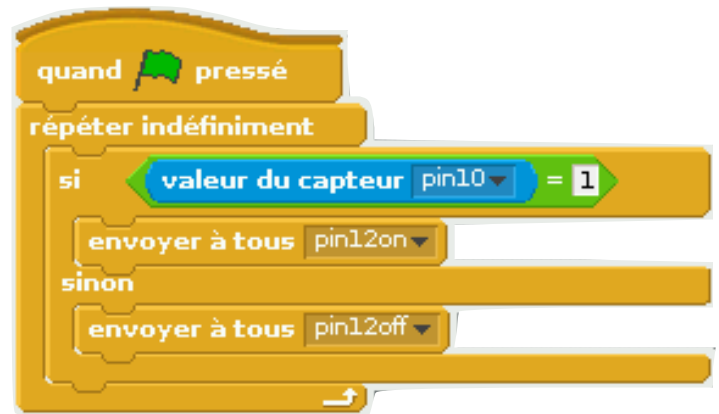 quand pressé
répéter indéfiniment
si valeur du capteur pin10 = 1
envoyer à tous pin12on
sinon
envoyer à tous pin12off